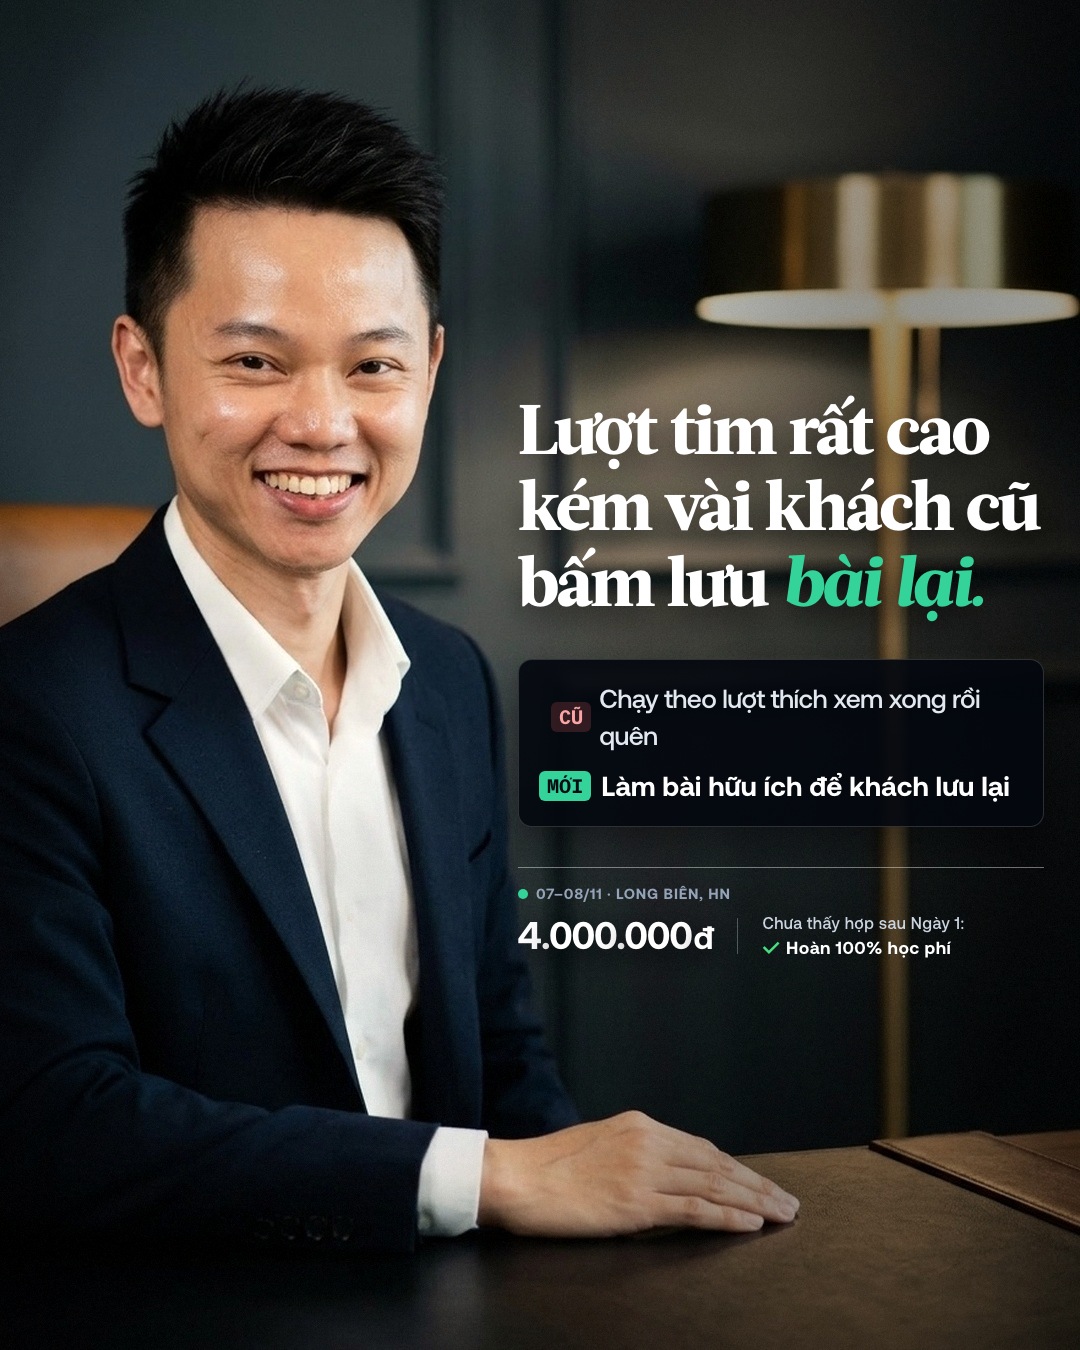 Lượt tim rất cao
kém vài khách cũ
bấm lưu bài lại.
CŨ Chạy theo lượt thích xem xong rồi
quên
MỚI Làm bài hữu ích để khách lưu lại
07–08/11 · LONG BIÊN, HN
4.000.000đ
Chưa thấy hợp sau Ngày 1:
Hoàn 100% học phí